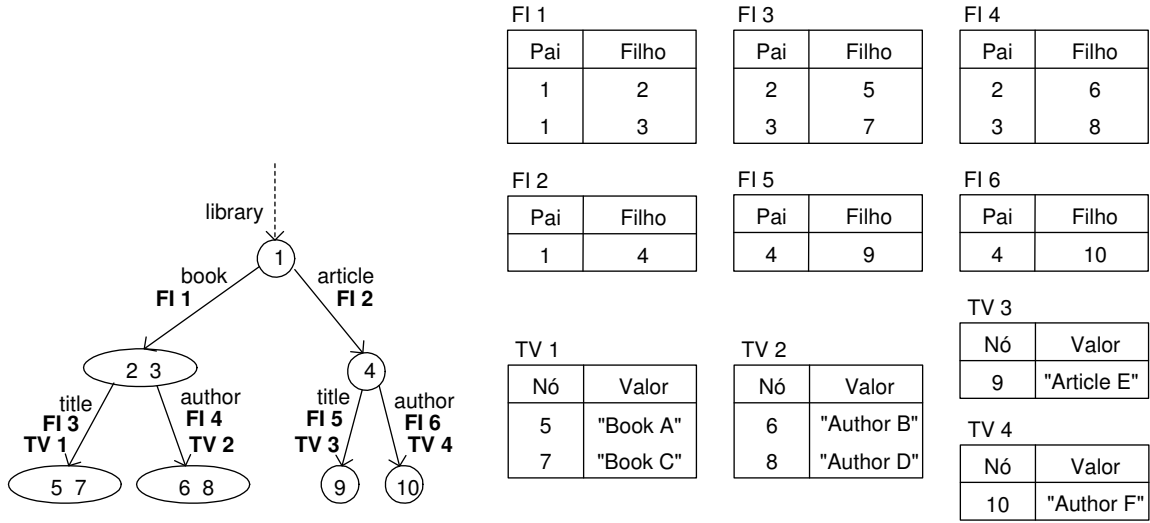 library
1
book
article
FI 1
FI 2
2 3
4
title
author
title
author
FI 3
FI 4
FI 5
FI 6
TV 1
TV 2
TV 3
TV 4
5 7
6 8
9
10
FI 1
Pai Filho
1 2
1 3
FI 3
Pai Filho
2 5
3 7
FI 4
Pai Filho
2 6
3 8
FI 2
Pai Filho
1 4
FI 5
Pai Filho
4 9
FI 6
Pai Filho
4 10
TV 1
Nó Valor
5 "Book A"
7 "Book C"
TV 2
Nó Valor
6 "Author B"
8 "Author D"
TV 3
Nó Valor
9 "Article E"
TV 4
Nó Valor
10 "Author F"